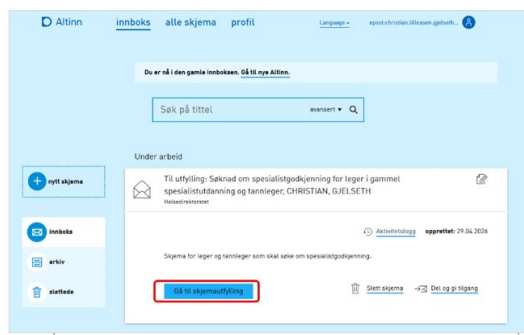 Altinn
innboks alle skjema profil
Language
epost:christian.tilleasen.gjelseth...
Du er nå i den gamle innboksen. Gå til nye Altinn.
Søk på tittel avansert
Under arbeid
nytt skjema
innboks
arkiv
slettede
Til utfylling: Søknad om spesialistgodkjenning for leger i gammel
spesialistutdanning og tannleger, CHRISTIAN, GJELSETH
Helsedirektoratet
Aktivitetslogg opprettet: 29.04.2026
Skjema for leger og tannleger som skal søke om spesialistgodkjenning.
Gå til skjemautfylling
Slett skjema Del og gi tilgang